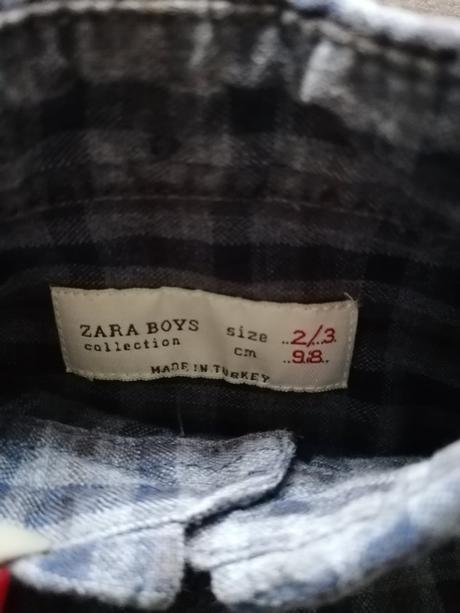 ZARA BOYS
collection
size ..2/..3.
cm ..98..
MADE IN TURKEY